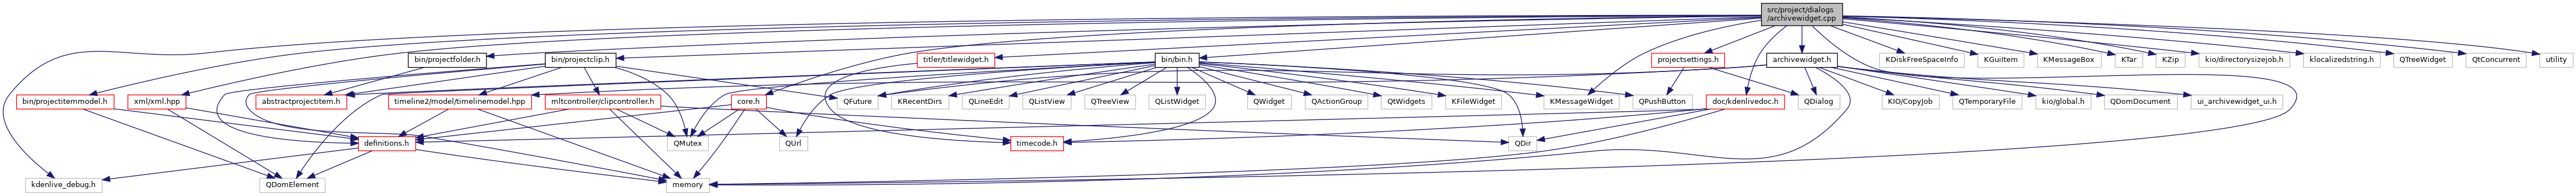 src/project/dialogs
/archivewidget.cpp
bin/projectfolder.h
bin/projectclip.h
titler/titlewidget.h
bin/bin.h
projectsettings.h
archivewidget.h
KDiskFreeSpaceInfo
KGuiItem
KMessageBox
KTar
KZip
kio/directorysizejob.h
klocalizedstring.h
QTreeWidget
QtConcurrent
utility
bin/projectitemmodel.h
xml/xml.hpp
abstractprojectitem.h
timeline2/model/timelinemodel.hpp
mltcontroller/clipcontroller.h
core.h
QFuture
KRecentDirs
QLineEdit
QListView
QTreeView
QListWidget
QWidget
QActionGroup
QtWidgets
KFileWidget
KMessageWidget
QPushButton
doc/kdenlivedoc.h
QDialog
KIO/CopyJob
QTemporaryFile
kio/global.h
QDomDocument
ui_archivewidget_ui.h
definitions.h
QMutex
QUrl
timecode.h
QDir
kdenlive_debug.h
QDomElement
memory